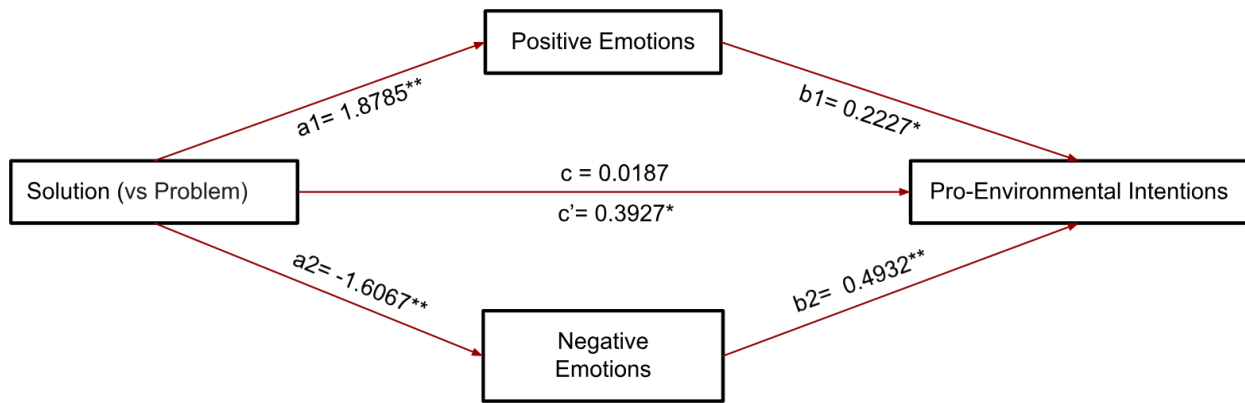 Positive Emotions
a1= 1.8785**
b1= 0.2227*
Solution (vs Problem)
c = 0.0187
c’= 0.3927*
Pro-Environmental Intentions
a2= -1.6067**
b2=  0.4932**
Negative
Emotions